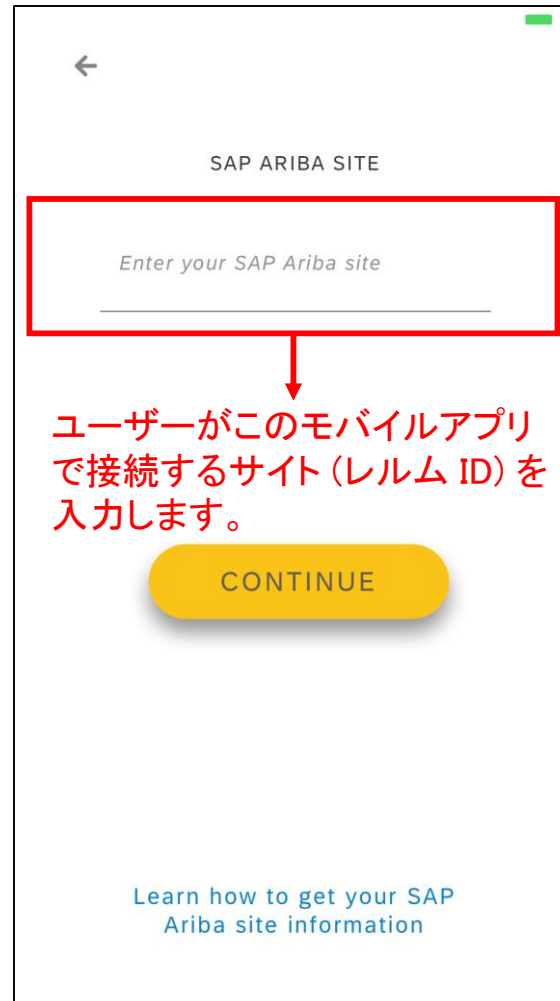 SAP ARIBA SITE
Enter your SAP Ariba site
ユーザーがこのモバイルアプリ
で接続するサイト (レルム ID) を
入力します。
CONTINUE
Learn how to get your SAP
Ariba site information